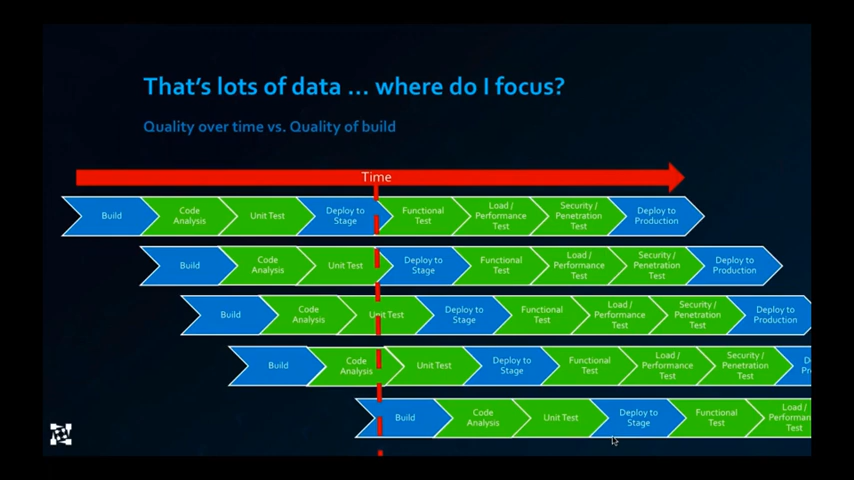 That's lots of data ... where do I focus?
Quality over time vs. Quality of build
Time
Build
Code
Analysis
Unit Test
Deploy to
Stage
Functional
Test
Load /
Performance
Test
Security /
Penetration
Test
Deploy to
Production
Build
Code
Analysis
Unit Test
Deploy to
Stage
Functional
Test
Load /
Performance
Test
Security /
Penetration
Test
Deploy to
Production
Build
Code
Analysis
Unit Test
Deploy to
Stage
Functional
Test
Load /
Performance
Test
Security /
Penetration
Test
Deploy to
Production
Build
Code
Analysis
Unit Test
Deploy to
Stage
Functional
Test
Load /
Performance
Test
Security /
Penetration
Test
Build
Code
Analysis
Unit Test
Deploy to
Stage
Functional
Test
Load /
Performan
Test